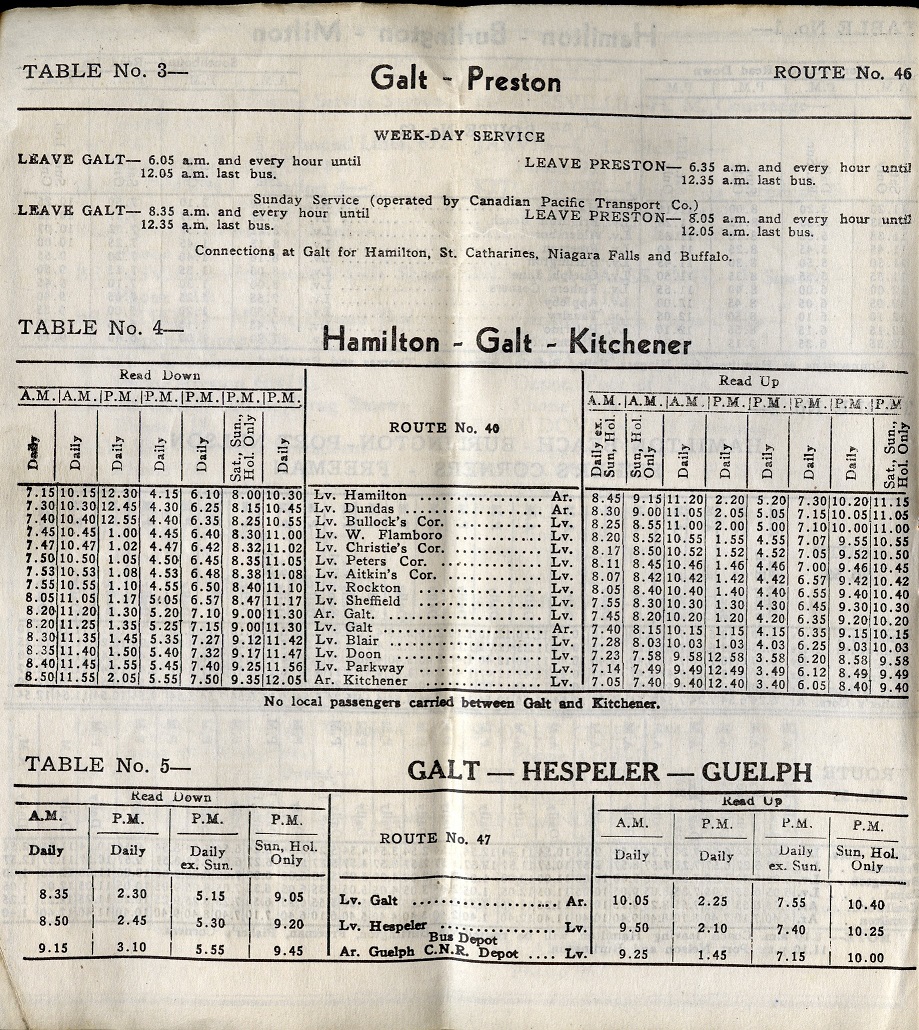 TABLE No. 3—
Galt - Preston
ROUTE No. 46
WEEK-DAY SERVICE
LEAVE GALT— 6.05 a.m. and every hour until
12.05 a.m. last bus.
LEAVE PRESTON— 6.35 a.m. and every hour until
12.35 a.m. last bus.
Sunday Service (operated by Canadian Pacific Transport Co.)
LEAVE GALT— 8.35 a.m. and every hour until
12.35 a.m. last bus.
LEAVE PRESTON— 8.05 a.m. and every hour until
12.05 a.m. last bus.
Connections at Galt for Hamilton, St. Catharines, Niagara Falls and Buffalo.
TABLE No. 4—
Hamilton - Galt - Kitchener
Read Down
Read Up
A.M. A.M. P.M. P.M. P.M. P.M. P.M.
ROUTE No. 40
A.M. A.M. A.M. P.M. P.M. P.M. P.M. P.M
Daily Daily Daily Daily Daily Sat., Sun., Hol. Only Daily
Daily ex. Sun, Hol. Sun, Hol. Only Daily Daily Daily Daily Daily Sat., Sun., Hol. Only
7.15 10.15 12.30 4.15 6.10 8.00 10.30 Lv. Hamilton Ar. 8.45 9.15 11.20 2.20 5.20 7.30 10.20 11.15
7.30 10.30 12.45 4.30 6.25 8.15 10.45 Lv. Dundas Ar. 8.30 9.00 11.05 2.05 5.05 7.15 10.05 11.05
7.40 10.40 12.55 4.40 6.35 8.25 10.55 Lv. Bullock's Cor. Lv. 8.25 8.55 11.00 2.00 5.00 7.10 10.00 11.00
7.45 10.45 1.00 4.45 6.40 8.30 11.00 Lv. W. Flamboro Lv. 8.20 8.52 10.55 1.55 4.55 7.07 9.55 10.55
7.47 10.47 1.02 4.47 6.42 8.32 11.02 Lv. Christie's Cor. Lv. 8.17 8.50 10.52 1.52 4.52 7.05 9.52 10.50
7.50 10.50 1.05 4.50 6.45 8.35 11.05 Lv. Peters Cor. Lv. 8.11 8.45 10.46 1.46 4.46 7.00 9.46 10.45
7.53 10.53 1.08 4.53 6.48 8.38 11.08 Lv. Aitkin's Cor. Lv. 8.07 8.42 10.42 1.42 4.42 6.57 9.42 10.42
7.55 10.55 1.10 4.55 6.50 8.40 11.10 Lv. Rockton Lv. 8.05 8.40 10.40 1.40 4.40 6.55 9.40 10.40
8.05 11.05 1.17 5.05 6.57 8.47 11.17 Lv. Sheffield Lv. 7.55 8.30 10.30 1.30 4.30 6.45 9.30 10.30
8.20 11.20 1.30 5.20 7.10 9.00 11.30 Ar. Galt. Lv. 7.45 8.20 10.20 1.20 4.20 6.35 9.20 10.20
8.20 11.25 1.35 5.25 7.15 9.00 11.30 Lv. Galt Ar. 7.40 8.15 10.15 1.15 4.15 6.35 9.15 10.15
8.30 11.35 1.45 5.35 7.27 9.12 11.42 Lv. Blair Lv. 7.28 8.03 10.03 1.03 4.03 6.25 9.03 10.03
8.35 11.40 1.50 5.40 7.32 9.17 11.47 Lv. Doon Lv. 7.23 7.58 9.58 12.58 3.58 6.20 8.58 9.58
8.40 11.45 1.55 5.45 7.40 9.25 11.56 Lv. Parkway Lv. 7.14 7.49 9.49 12.49 3.49 6.12 8.49 9.49
8.50 11.55 2.05 5.55 7.50 9.35 12.05 Ar. Kitchener Lv. 7.05 7.40 9.40 12.40 3.40 6.05 8.40 9.40
No local passengers carried between Galt and Kitchener.
TABLE No. 5—
GALT — HESPELER — GUELPH
Read Down
Read Up
A.M. P.M. P.M. P.M.
ROUTE No. 47
A.M. P.M. P.M. P.M.
Daily Daily Daily ex. Sun. Sun, Hol. Only
Daily Daily Daily ex. Sun. Sun, Hol. Only
8.35 2.30 5.15 9.05 Lv. Galt Ar. 10.05 2.25 7.55 10.40
8.50 2.45 5.30 9.20 Lv. Hespeler Lv. 9.50 2.10 7.40 10.25
Bus Depot
9.15 3.10 5.55 9.45 Ar. Guelph C.N.R. Depot Lv. 9.25 1.45 7.15 10.00